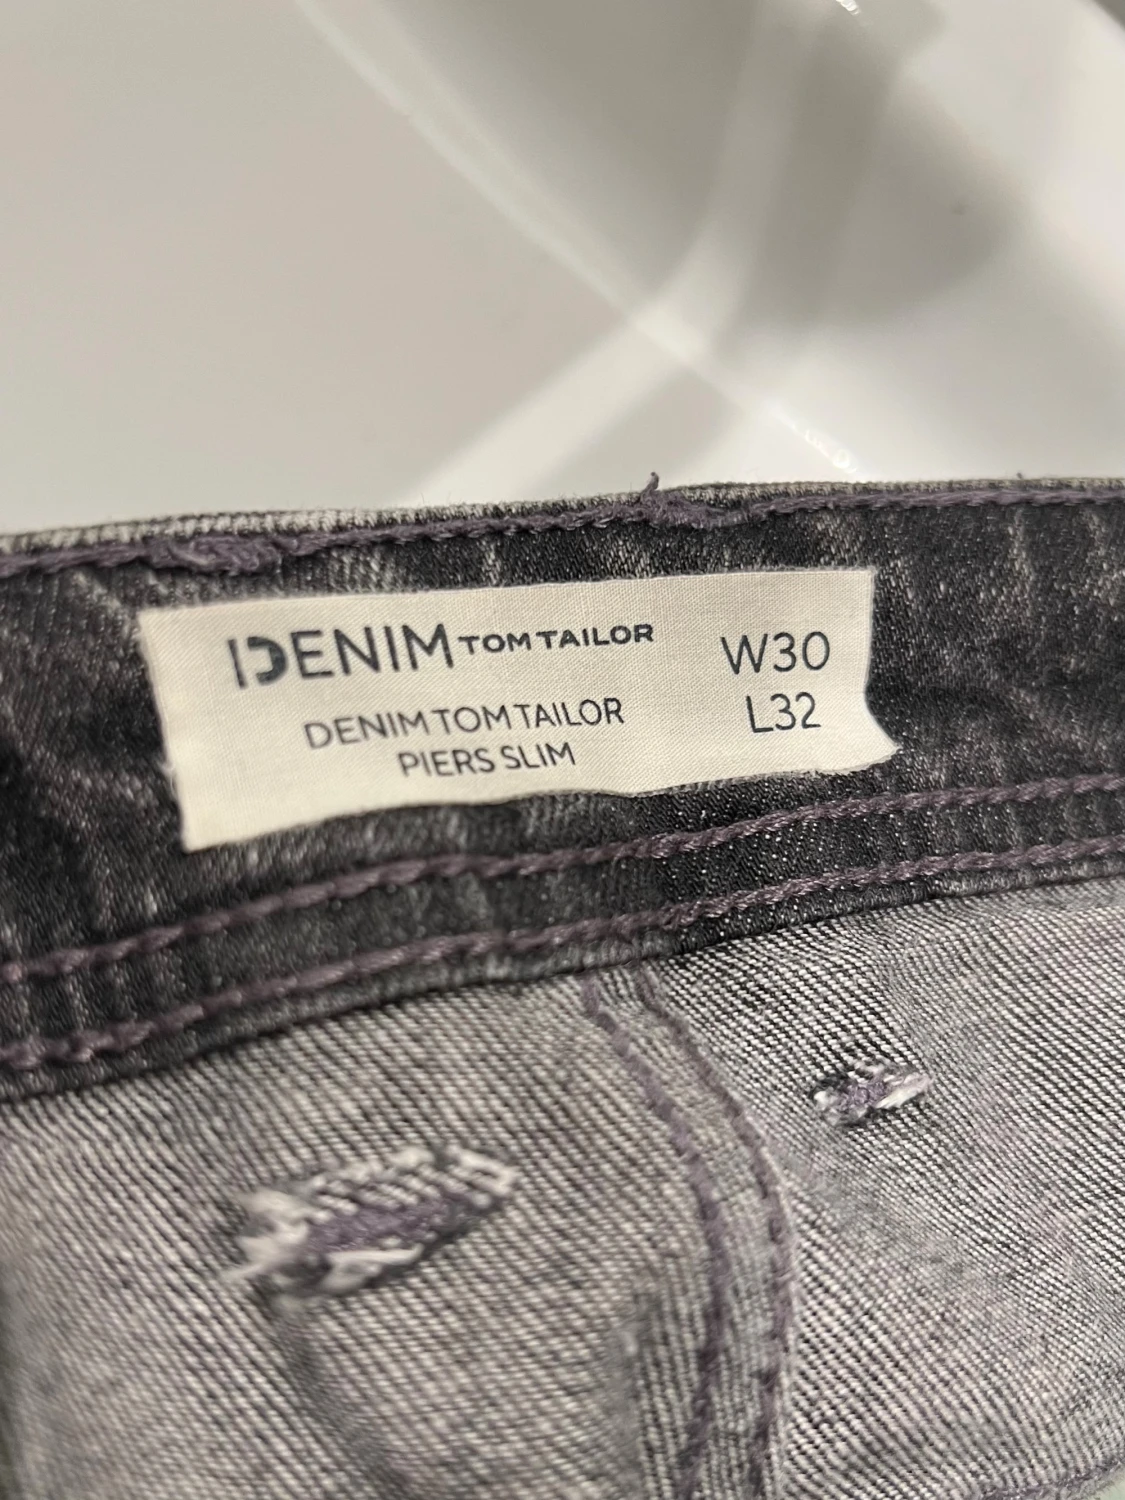 DENIM TOM TAILOR
DENIM TOM TAILOR
PIERS SLIM
W30
L32